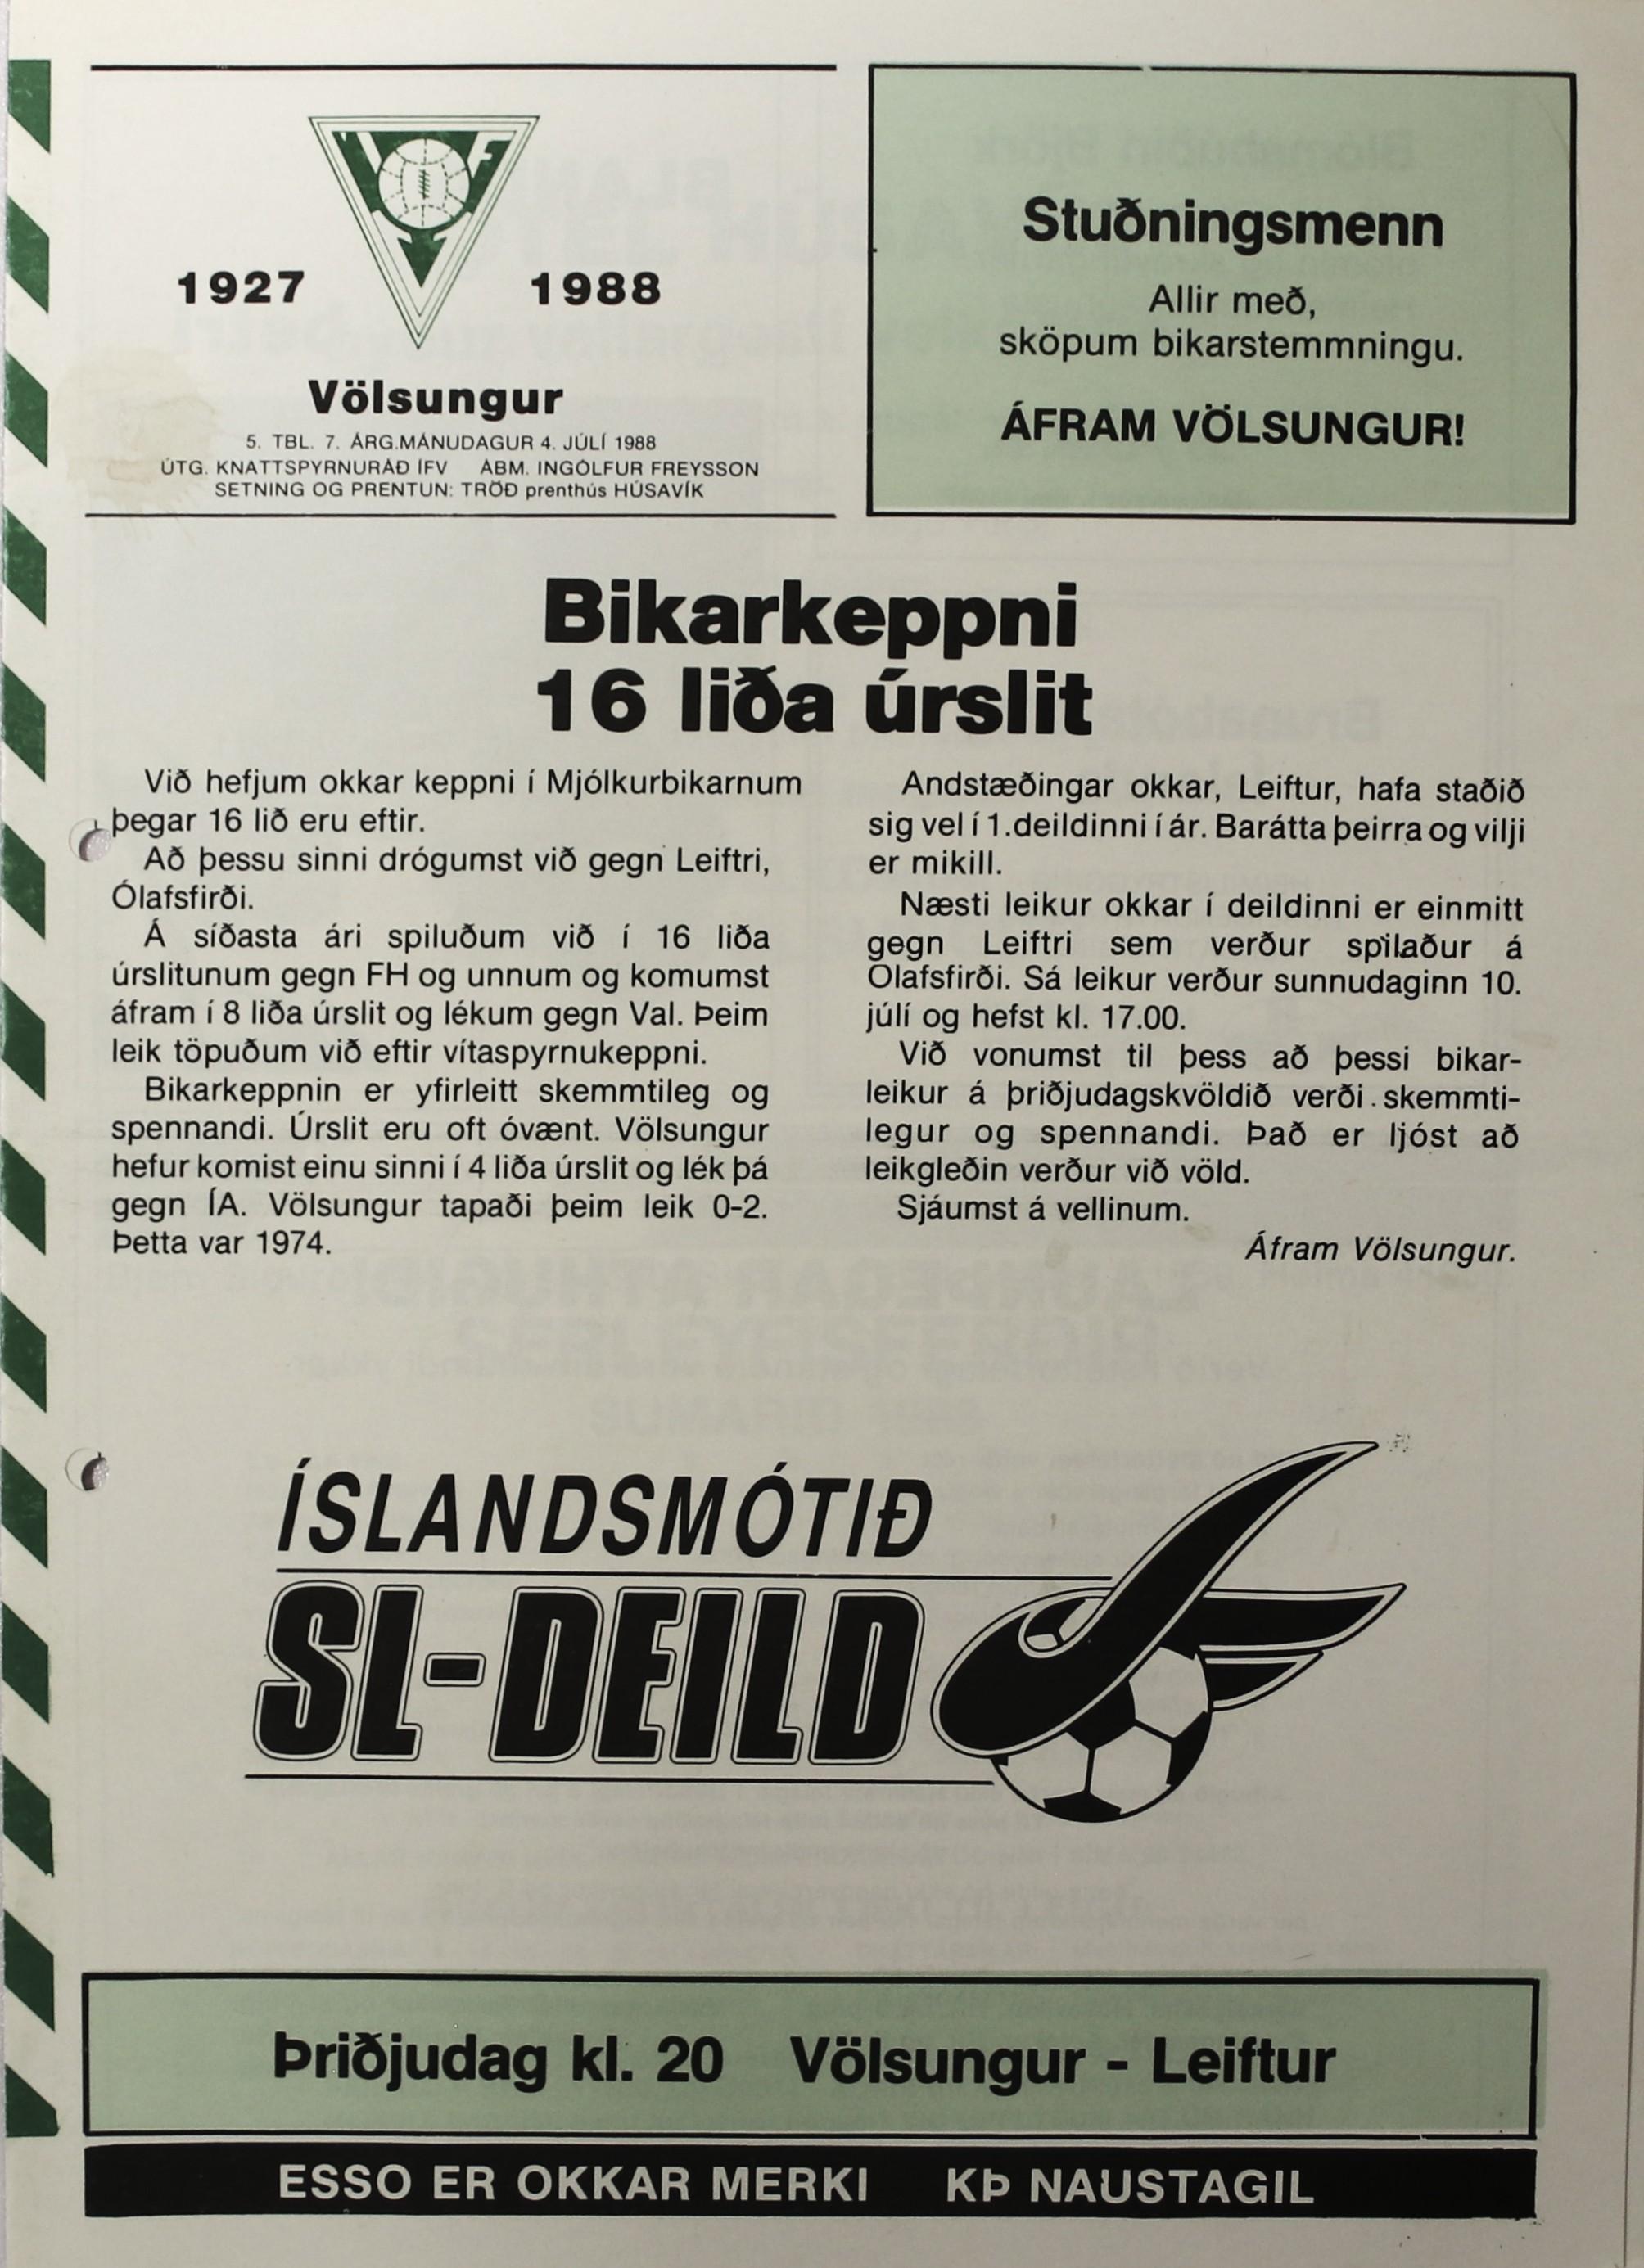 ÍF
1927 1988
Völsungur
5. TBL. 7. ÁRG.MÁNUDAGUR 4. JÚLÍ 1988
ÚTG. KNATTSPYRNURÁÐ ÍFV ÁBM. INGÓLFUR FREYSSON
SETNING OG PRENTUN: TRÖÐ prenthús HÚSAVÍK
Stuðningsmenn
Allir með,
sköpum bikarstemmningu.
ÁFRAM VÖLSUNGUR!
Bikarkeppni
16 liða úrslit
Við hefjum okkar keppni í Mjólkurbikarnum
þegar 16 lið eru eftir.
Að þessu sinni drógumst við gegn Leiftri,
Ólafsfirði.
Á síðasta ári spiluðum við í 16 liða
úrslitunum gegn FH og unnum og komumst
áfram í 8 liða úrslit og lékum gegn Val. Þeim
leik töpuðum við eftir vítaspyrnukeppni.
Bikarkeppnin er yfirleitt skemmtileg og
spennandi. Úrslit eru oft óvænt. Völsungur
hefur komist einu sinni í 4 liða úrslit og lék þá
gegn ÍA. Völsungur tapaði þeim leik 0-2.
Þetta var 1974.
Andstæðingar okkar, Leiftur, hafa staðið
sig vel í 1.deildinni í ár. Barátta þeirra og vilji
er mikill.
Næsti leikur okkar í deildinni er einmitt
gegn Leiftri sem verður spilaður á
Ólafsfirði. Sá leikur verður sunnudaginn 10.
júlí og hefst kl. 17.00.
Við vonumst til þess að þessi bikar-
leikur á þriðjudagskvöldið verði skemmti-
legur og spennandi. Það er ljóst að
leikgleðin verður við völd.
Sjáumst á vellinum.
Áfram Völsungur.
ÍSLANDSMÓTIÐ
SL-DEILD
Þriðjudag kl. 20 Völsungur - Leiftur
ESSO ER OKKAR MERKI KÞ NAUSTAGIL